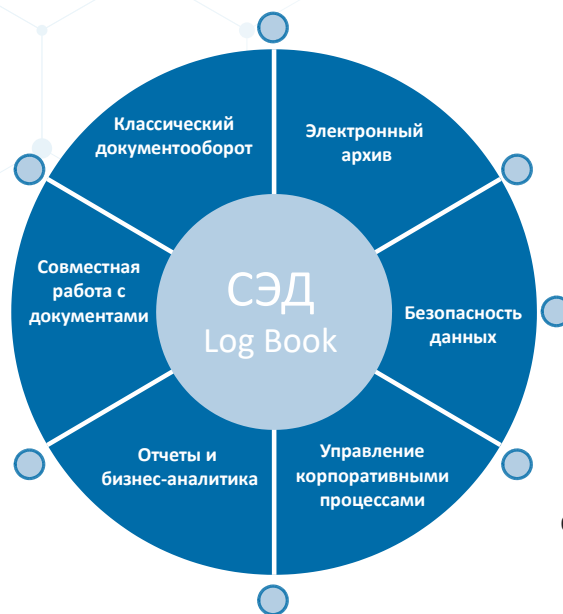 Классический
документооборот
Электронный
архив
Совместная
работа с
документами
СЭД
Log Book
Безопасность
данных
Отчеты и
бизнес-аналитика
Управление
корпоративными
процессами